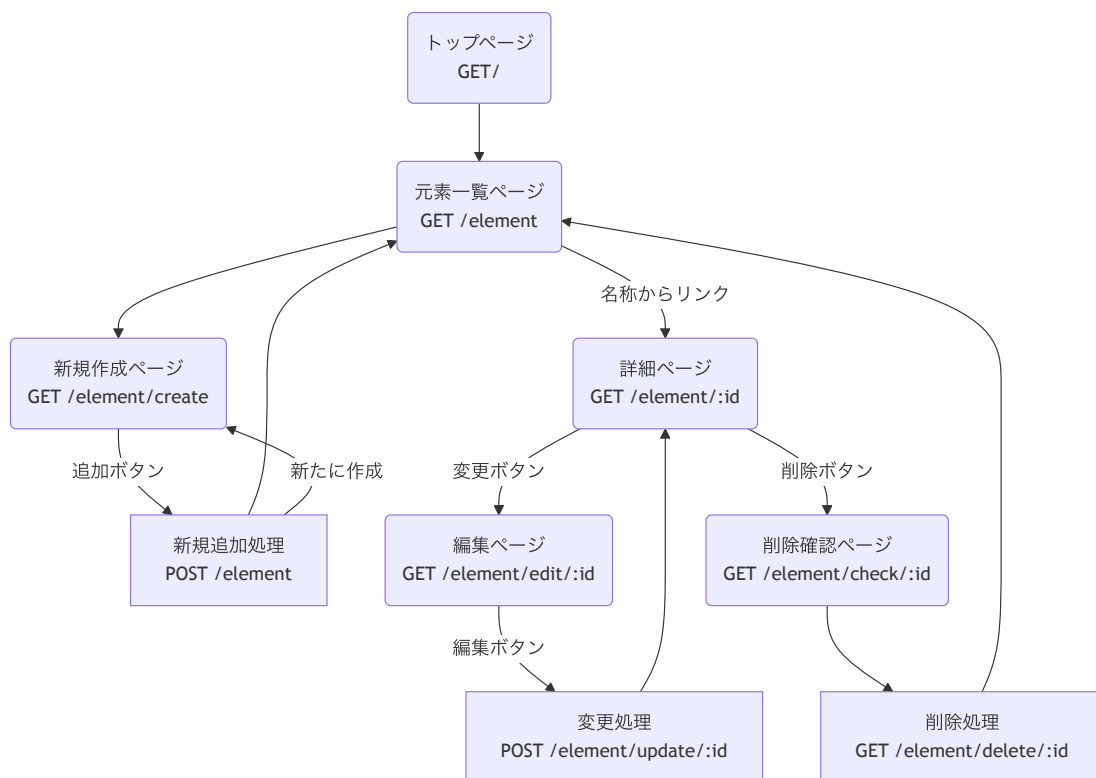 トップページ
GET/
元素一覧ページ
GET /element
名称からリンク
新規作成ページ
GET /element/create
詳細ページ
GET /element/:id
追加ボタン
新たに作成
変更ボタン
削除ボタン
新規追加処理
POST /element
編集ページ
GET /element/edit/:id
削除確認ページ
GET /element/check/:id
編集ボタン
変更処理
POST /element/update/:id
削除処理
GET /element/delete/:id